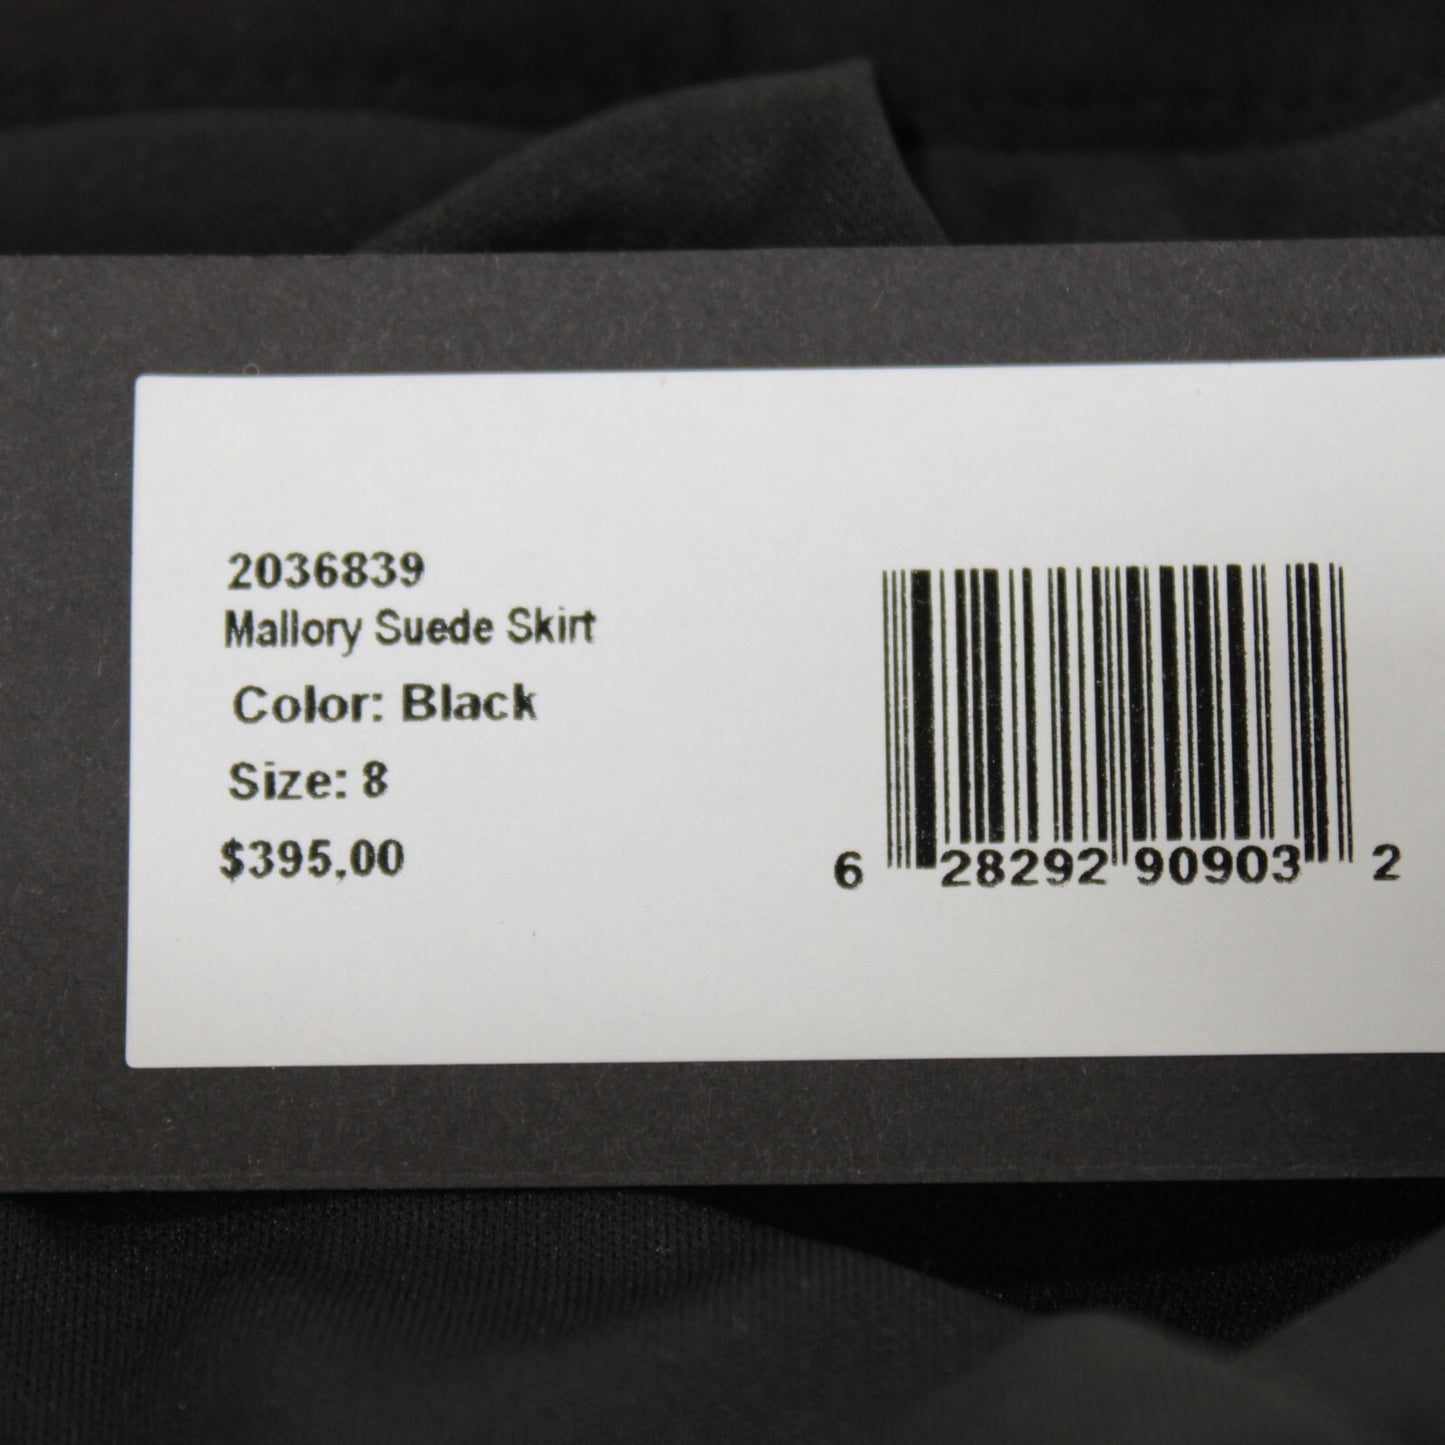 2036839
Mallory Suede Skirt
Color: Black
Size: 8
$395.00
6 28292 90903 2